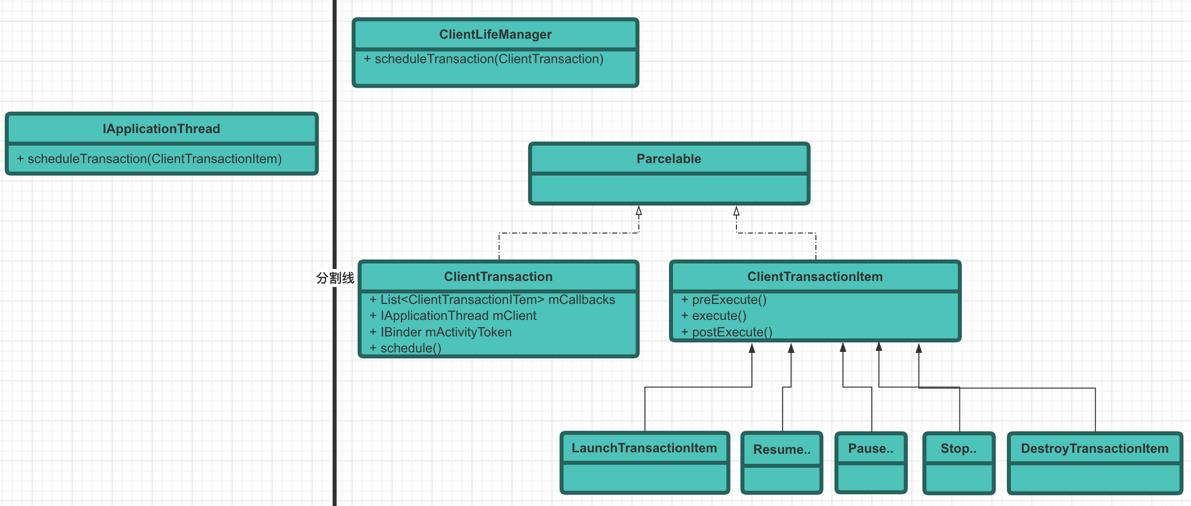 ClientLifeManager
+ scheduleTransaction(ClientTransaction)
IApplicationThread
+ scheduleTransaction(ClientTransactionItem)
Parcelable
分割线
ClientTransaction
+ List<ClientTransactionITem> mCallbacks
+ IApplicationThread mClient
+ IBinder mActivityToken
+ schedule()
ClientTransactionItem
+ preExecute()
+ execute()
+ postExecute()
LaunchTransactionItem
Resume..
Pause..
Stop..
DestroyTransactionItem